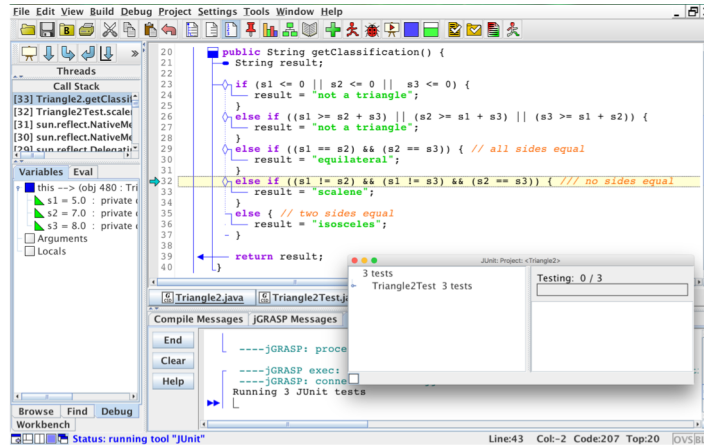 File Edit View Build Debug Project Settings Tools Window Help
Threads
Call Stack
[33] Triangle2.getClassifi
[32] Triangle2Test.scalen
[31] sun.reflect.NativeMe
[30] sun.reflect.NativeMe
[29] sun.reflect.Delegati
Variables Eval
this --> (obj 480 : Tri
s1 = 5.0 : private
s2 = 7.0 : private
s3 = 8.0 : private
Arguments
Locals
Browse Find Debug
Workbench
20 public String getClassification() {
21 String result;
22
23 if (s1 <= 0 || s2 <= 0 || s3 <= 0) {
24 result = "not a triangle";
25 }
26 else if ((s1 >= s2 + s3) || (s2 >= s1 + s3) || (s3 >= s1 + s2)) {
27 result = "not a triangle";
28 }
29 else if ((s1 == s2) && (s2 == s3)) { // all sides equal
30 result = "equilateral";
31 }
32 else if ((s1 != s2) && (s1 != s3) && (s2 == s3)) { /// no sides equal
33 result = "scalene";
34 }
35 else { // two sides equal
36 result = "isosceles";
37 }
38
39 return result;
40 }
Triangle2.java Triangle2Test.ja
Compile Messages jGRASP Messages
End
Clear
Help
----jGRASP: proce
----jGRASP exec:
----jGRASP: conne
Running 3 JUnit tests
JUnit: Project: <Triangle2>
3 tests
Triangle2Test 3 tests
Testing: 0 / 3
Status: running tool "JUnit"
Line:43 Col:-2 Code:207 Top:20 OVS BL